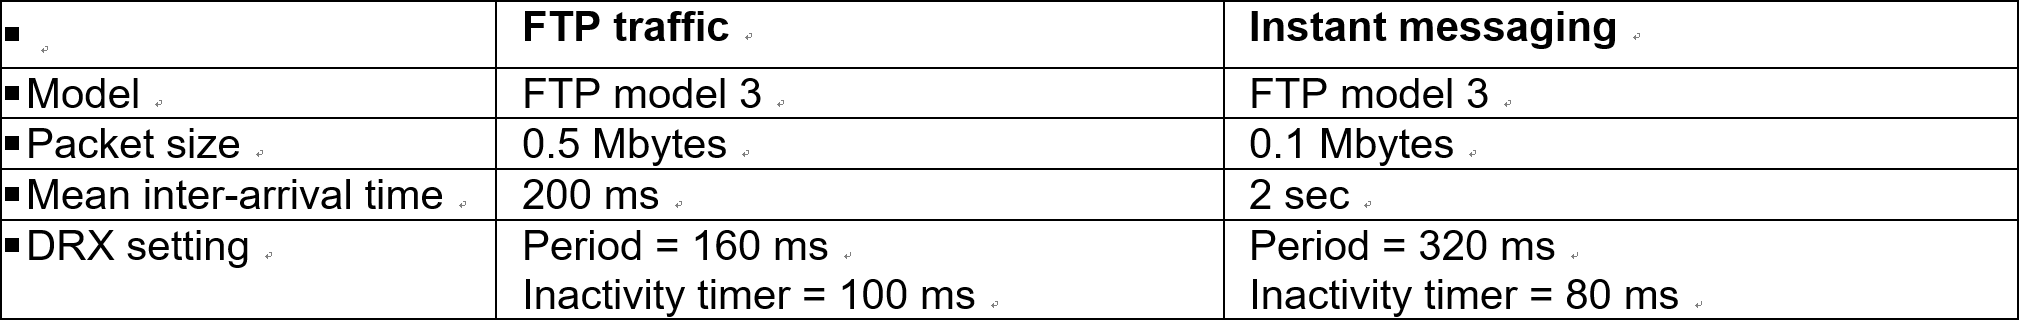 FTP traffic Instant messaging
Model FTP model 3 FTP model 3
Packet size 0.5 Mbytes 0.1 Mbytes
Mean inter-arrival time 200 ms 2 sec
DRX setting Period = 160 ms Period = 320 ms
Inactivity timer = 100 ms Inactivity timer = 80 ms